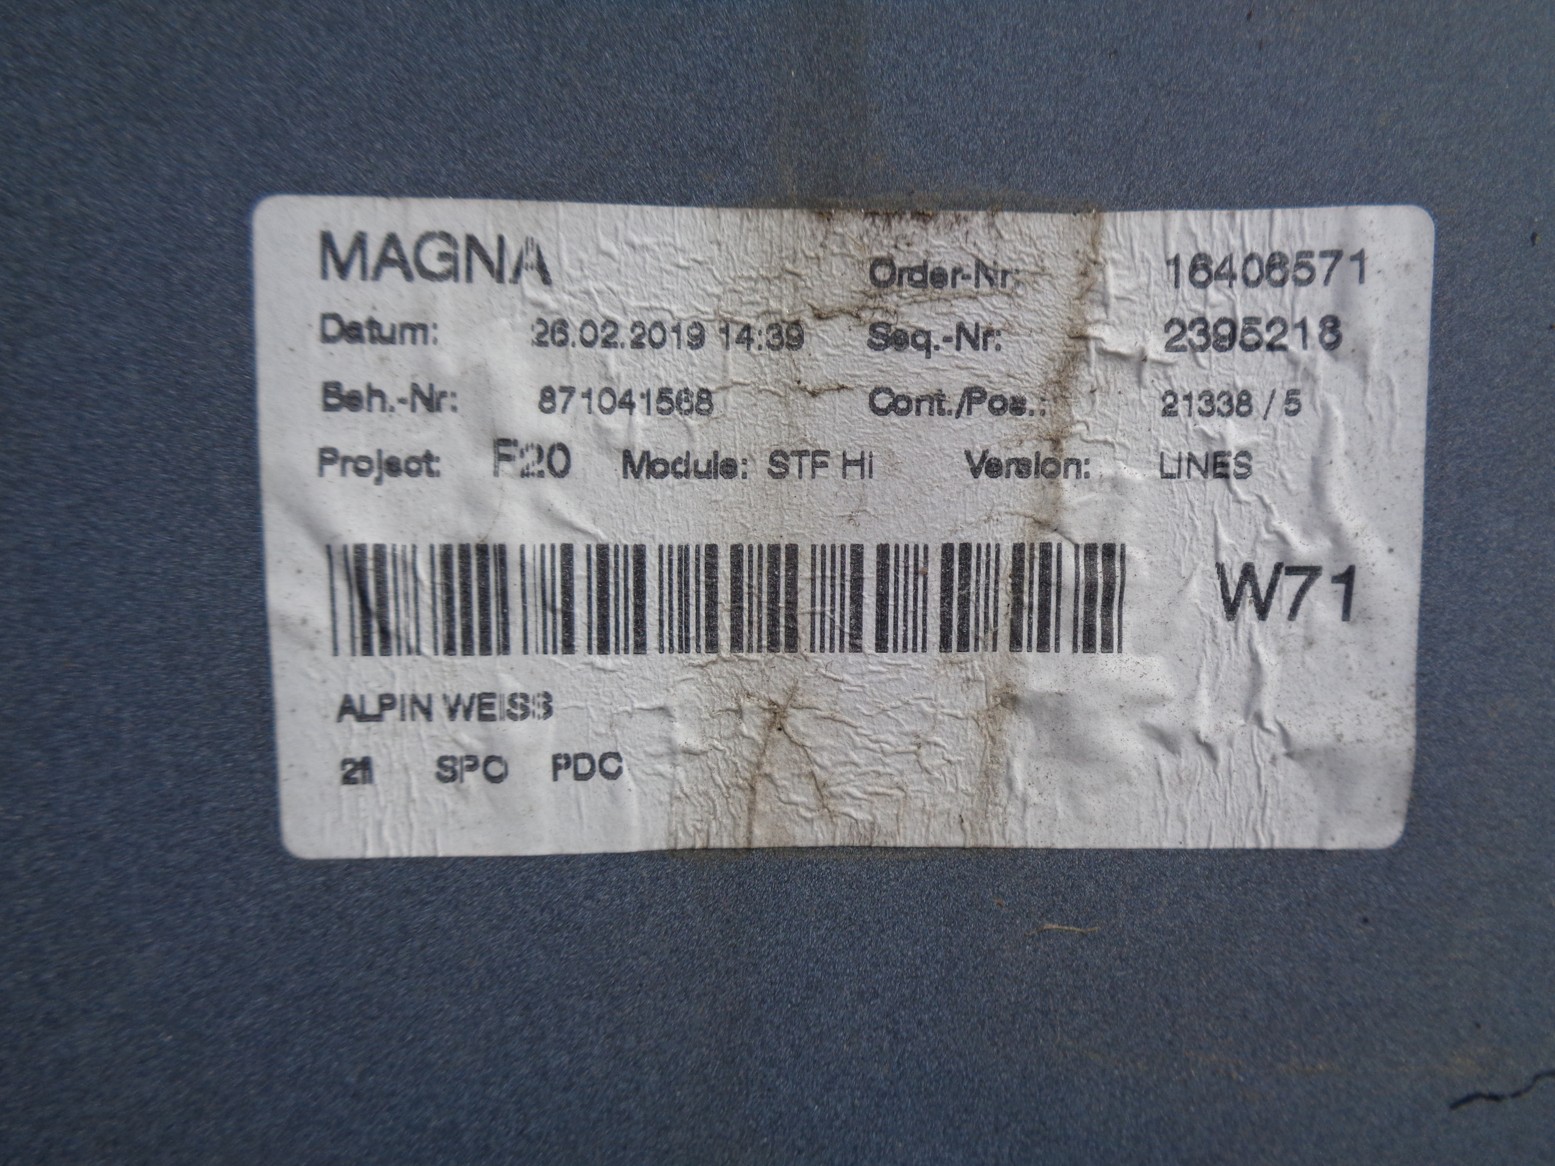 MAGNA Order-Nr: 16406571
Datum: 26.02.2019 14:39 Seq.-Nr: 2395218
Beh.-Nr: 871041568 Cont./Pos.: 21338 / 5
Project: F20 Module: STF Hi Version: LINES
W71
ALPIN WEISS
2fl SPO PDC